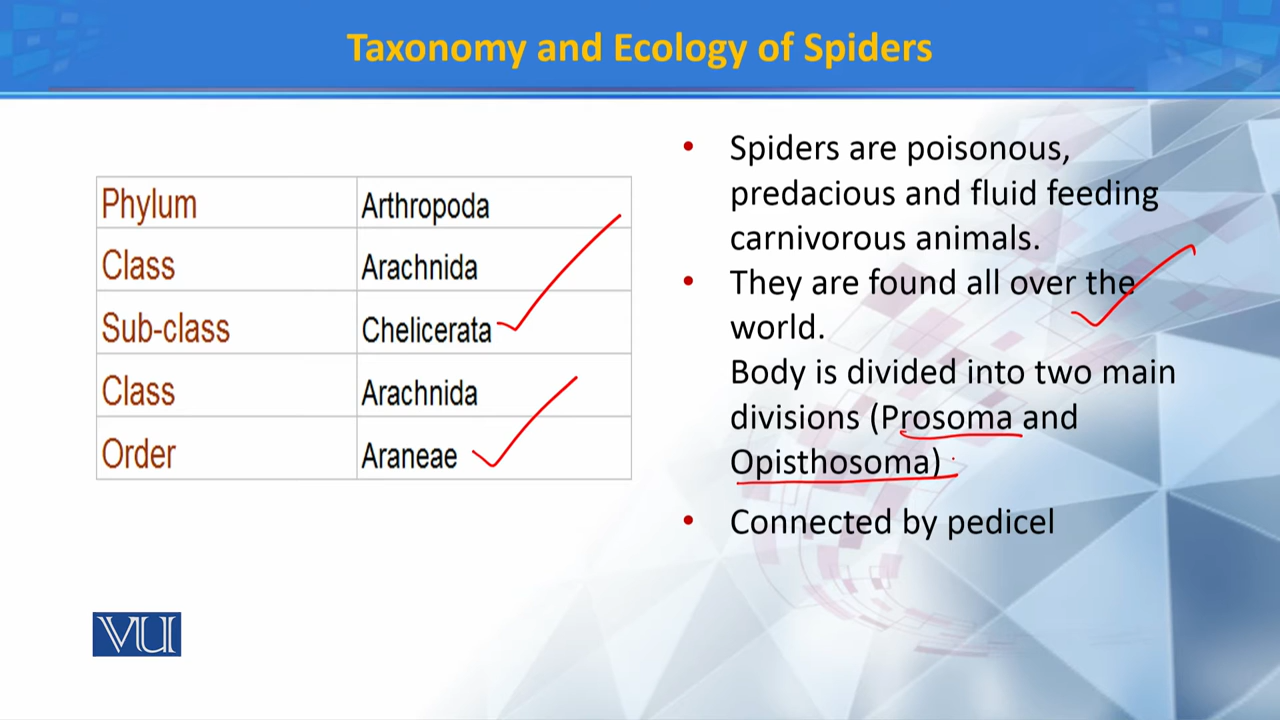 Taxonomy and Ecology of Spiders
Phylum Arthropoda
Class Arachnida
Sub-class Chelicerata
Class Arachnida
Order Araneae
• Spiders are poisonous,
predacious and fluid feeding
carnivorous animals.
• They are found all over the
world.
Body is divided into two main
divisions (Prosoma and
Opisthosoma)
• Connected by pedicel
VU